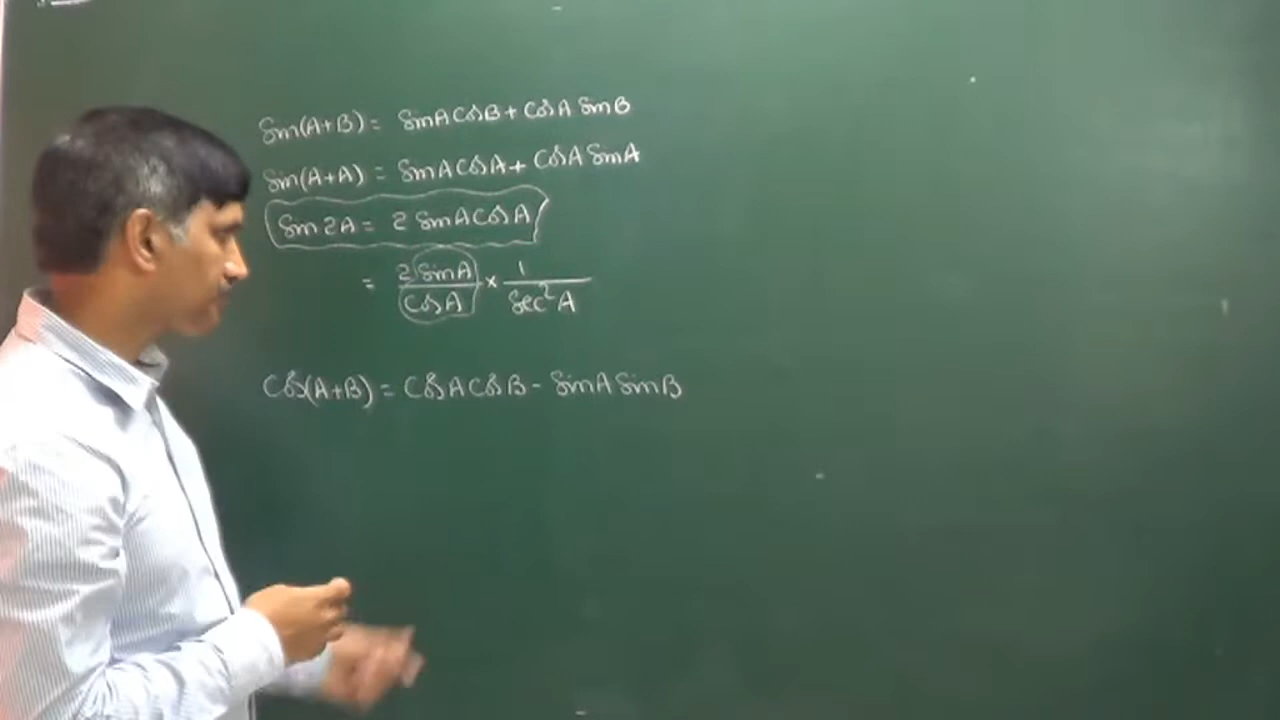 Sin(A+B) = SinA CosB + CosA SinB
Sin(A+A) = SinA CosA + CosA SinA
Sin 2A = 2 SinA CosA
= 2 SinA / CosA × 1 / Sec²A
Cos(A+B) = CosA CosB - SinA SinB